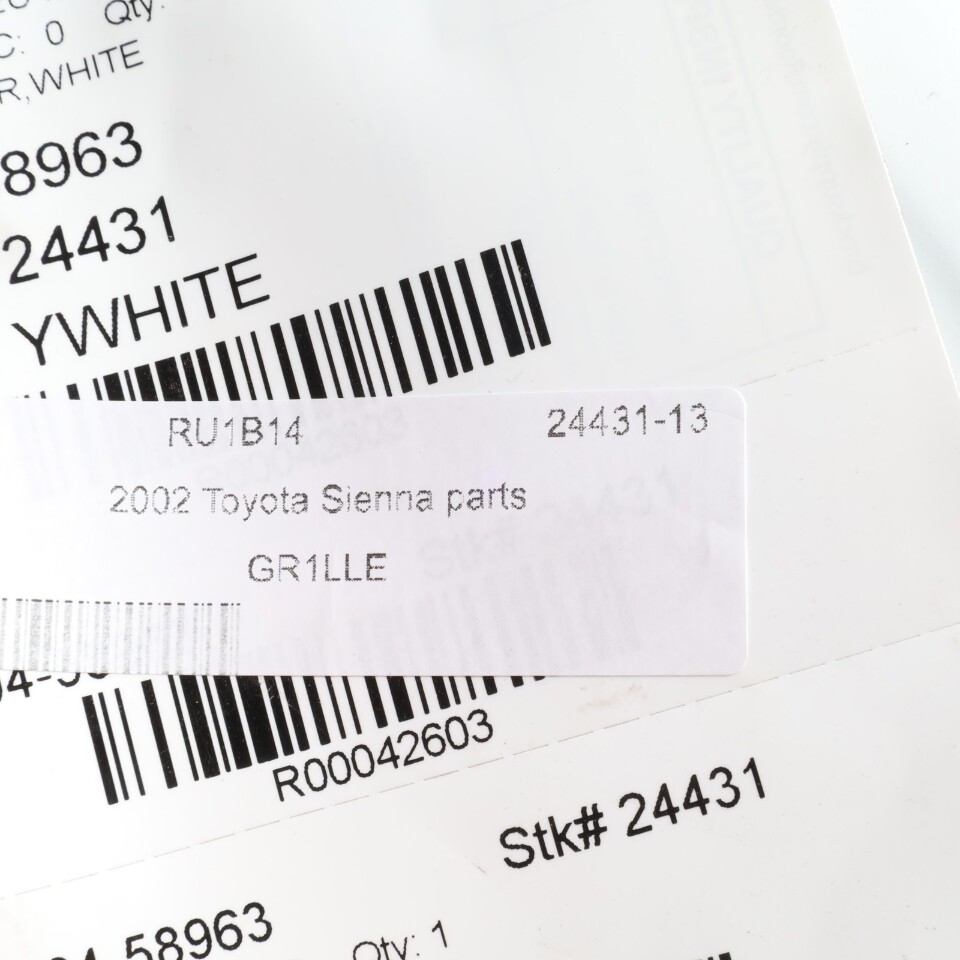 Qty:
C: 0
R,WHITE
8963
24431
YWHITE
RU1B14 24431-13
2002 Toyota Sienna parts
GR1LLE
R00042603
Stk# 24431
58963
Qty: 1